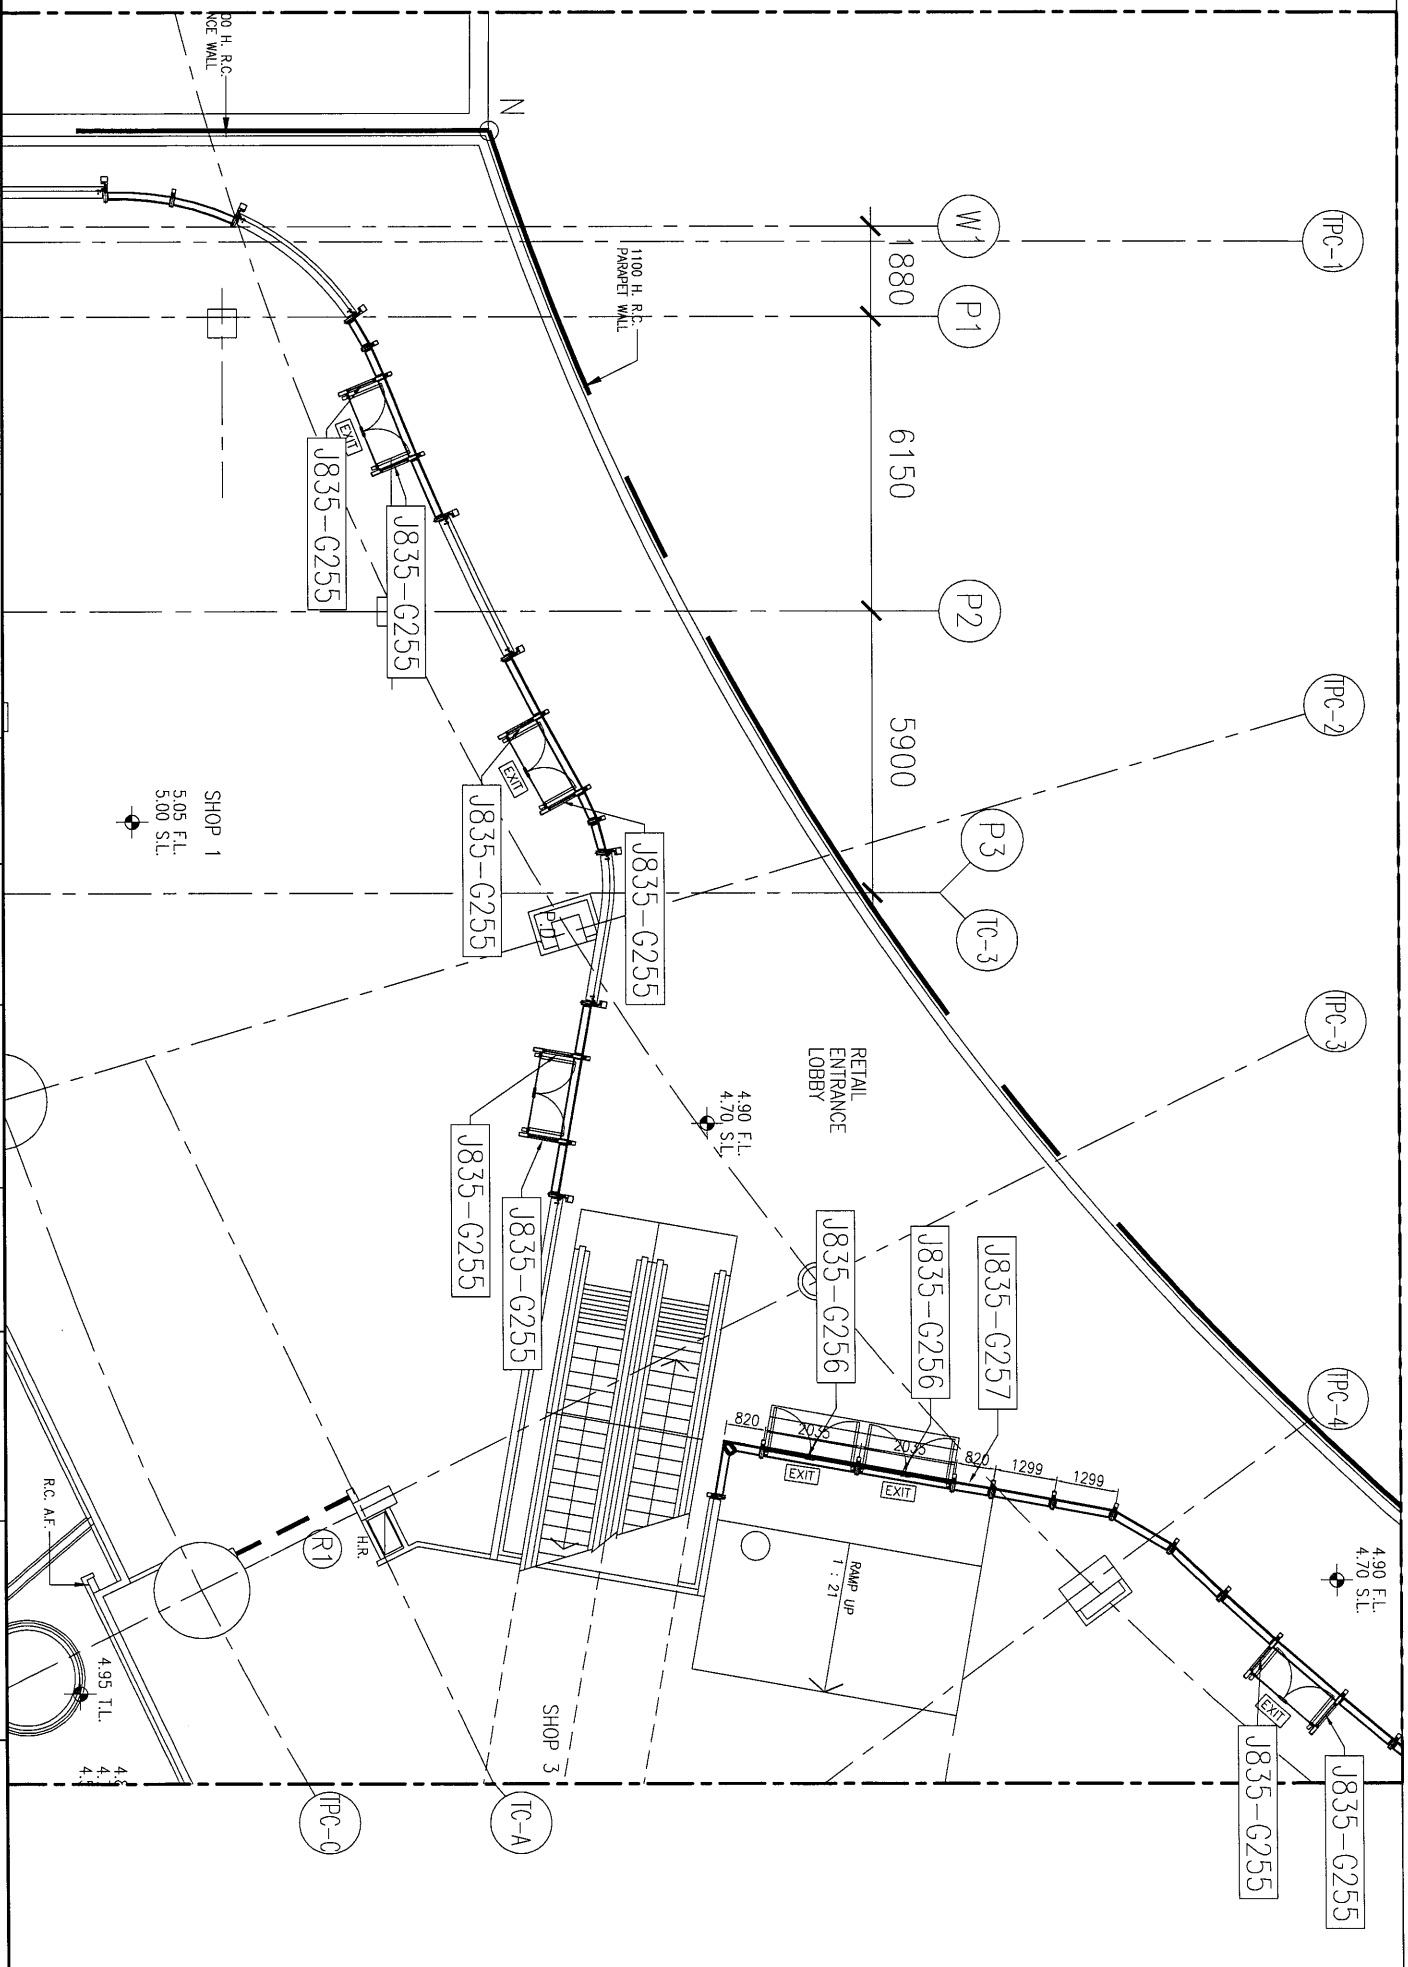 TPC-1
TPC-2
TPC-3
TPC-4
W1
P1
P2
P3
TC-3
1880
6150
5900
N
H. R.C.
WALL
1100 H. R.C.
PARAPET WALL
EXIT
J835-G255
J835-G255
EXIT
J835-G255
J835-G255
P.D
J835-G255
J835-G255
SHOP 1
5.05 F.L.
5.00 S.L.
RETAIL
ENTRANCE
LOBBY
4.90 F.L.
4.70 S.L.
J835-G257
J835-G256
J835-G256
820
2035
2035
820
1299
1299
EXIT
EXIT
RAMP UP
1 : 21
4.90 F.L.
4.70 S.L.
EXIT
J835-G255
J835-G255
SHOP 3
H.R.
R1
R.C. A.F.
4.95 T.L.
TC-A
TPC-C